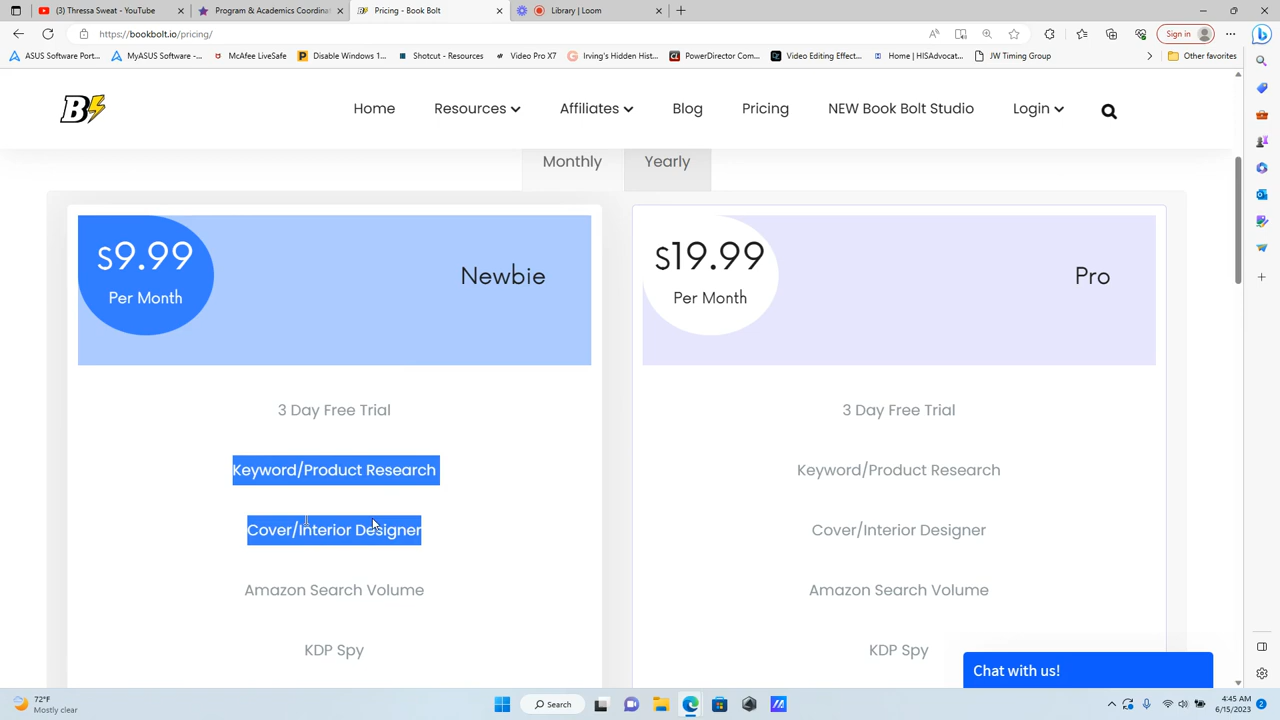 (5) Thressa Sweat - YouTube
Program & Academics Coordinat
Pricing - Book Bolt
Library | Loom
https://bookbolt.io/pricing/
Sign in
ASUS Software Port...
MyASUS Software -...
McAfee LiveSafe
Disable Windows 1...
Shotcut - Resources
Video Pro X7
Irving's Hidden Hist...
PowerDirector Com...
Video Editing Effect...
Home | HISAdvocat...
JW Timing Group
Other favorites
B
Home
Resources
Affiliates
Blog
Pricing
NEW Book Bolt Studio
Login
Monthly
Yearly
$9.99
Per Month
Newbie
3 Day Free Trial
Keyword/Product Research
Cover/Interior Designer
Amazon Search Volume
KDP Spy
$19.99
Per Month
Pro
3 Day Free Trial
Keyword/Product Research
Cover/Interior Designer
Amazon Search Volume
KDP Spy
Chat with us!
72°F
Mostly clear
Search
4:45 AM
6/15/2023
2